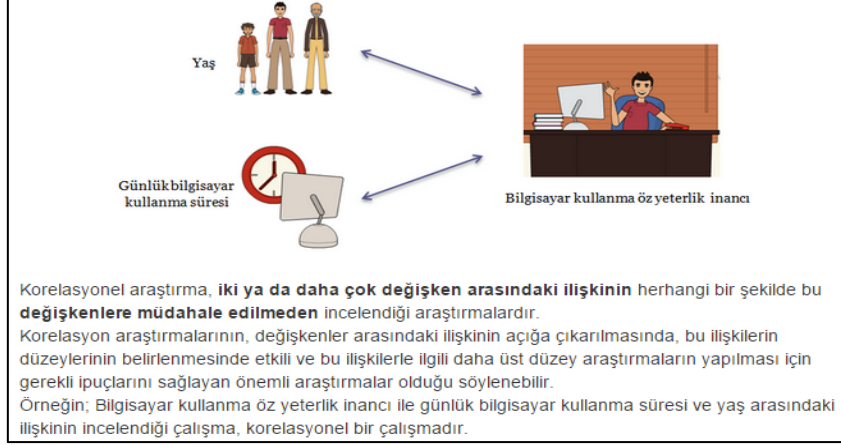 Yaş
Günlük bilgisayar
kullanma süresi
Bilgisayar kullanma öz yeterlik inancı
Korelasyonel araştırma, iki ya da daha çok değişken arasındaki ilişkinin herhangi bir şekilde bu
değişkenlere müdahale edilmeden incelendiği araştırmalardır.
Korelasyon araştırmalarının, değişkenler arasındaki ilişkinin açığa çıkarılmasında, bu ilişkilerin
düzeylerinin belirlenmesinde etkili ve bu ilişkilerle ilgili daha üst düzey araştırmaların yapılması için
gerekli ipuçlarını sağlayan önemli araştırmalar olduğu söylenebilir.
Örneğin; Bilgisayar kullanma öz yeterlik inancı ile günlük bilgisayar kullanma süresi ve yaş arasındaki
ilişkinin incelendiği çalışma, korelasyonel bir çalışmadır.